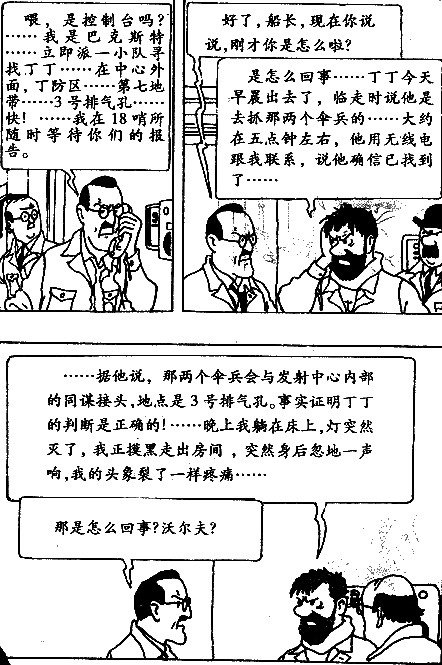 喂，是控制台吗？
……我是巴克斯特
……立即派一小队寻
找丁丁……在中心外
面，丁防区……第七地
带……3号排气孔……
快！……我在18哨所
随时等待你们的报
告。
好了，船长，现在你说
说，刚才你是怎么啦？
是怎么回事……丁丁今天
早晨出去了，临走时说他是
去抓那两个伞兵的……大约
在五点钟左右，他用无线电
跟我联系，说他确信已找到
了……
……据他说，那两个伞兵会与发射中心内部
的同谋接头，地点是3号排气孔。事实证明丁丁
的判断是正确的！……晚上我躺在床上，灯突然
灭了，我正摸黑走出房间，突然身后忽地一声
响，我的头象裂了一样疼痛……
那是怎么回事？沃尔夫？